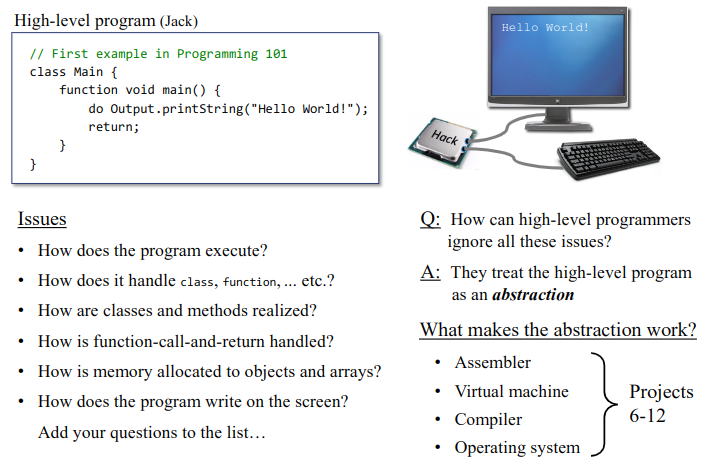 High-level program (Jack)
// First example in Programming 101
class Main {
function void main() {
do Output.printString("Hello World!");
return;
}
}
Hello World!
Hack
Issues
• How does the program execute?
• How does it handle class, function, ... etc.?
• How are classes and methods realized?
• How is function-call-and-return handled?
• How is memory allocated to objects and arrays?
• How does the program write on the screen?
Add your questions to the list…
Q: How can high-level programmers
ignore all these issues?
A: They treat the high-level program
as an abstraction
What makes the abstraction work?
• Assembler
• Virtual machine
• Compiler
• Operating system
Projects
6-12